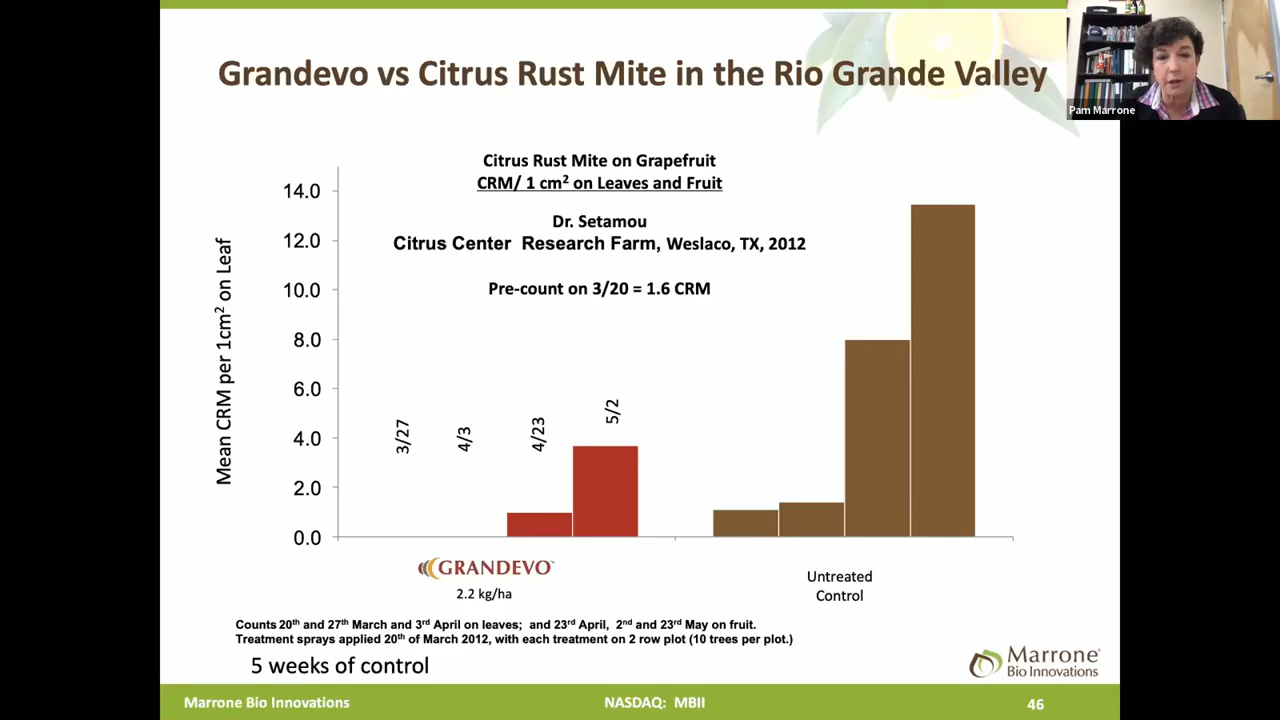 Grandevo vs Citrus Rust Mite in the Rio Grande Valley
Pam Marrone
Citrus Rust Mite on Grapefruit
CRM/ 1 cm² on Leaves and Fruit
Dr. Setamou
Citrus Center Research Farm, Weslaco, TX, 2012
Pre-count on 3/20 = 1.6 CRM
Mean CRM per 1cm² on Leaf
14.0
12.0
10.0
8.0
6.0
4.0
2.0
0.0
3/27
4/3
4/23
5/2
GRANDEVO™
2.2 kg/ha
Untreated
Control
Counts 20th and 27th March and 3rd April on leaves; and 23rd April, 2nd and 23rd May on fruit.
Treatment sprays applied 20th of March 2012, with each treatment on 2 row plot (10 trees per plot.)
5 weeks of control
Marrone®
Bio Innovations
Marrone Bio Innovations
NASDAQ: MBII
46